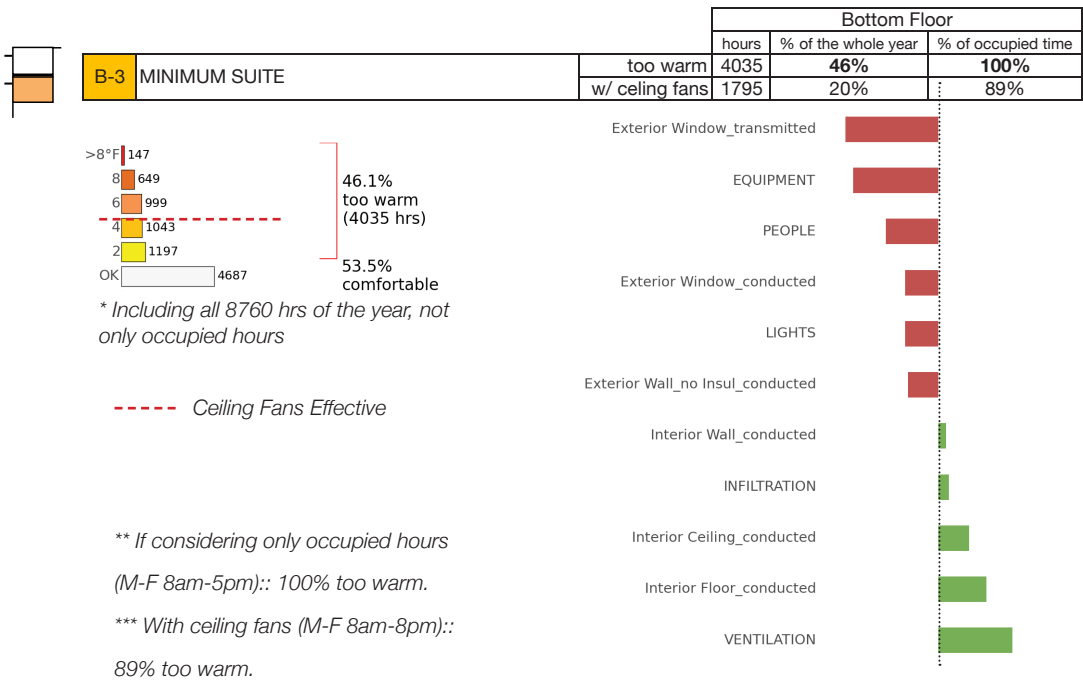 Bottom Floor
hours % of the whole year % of occupied time
B-3 MINIMUM SUITE too warm 4035 46% 100%
w/ celing fans 1795 20% 89%
>8°F 147
8 649
6 999
4 1043
2 1197
OK 4687
46.1%
too warm
(4035 hrs)
53.5%
comfortable
* Including all 8760 hrs of the year, not
only occupied hours
Ceiling Fans Effective
** If considering only occupied hours
(M-F 8am-5pm):: 100% too warm.
*** With ceiling fans (M-F 8am-8pm)::
89% too warm.
Exterior Window_transmitted
EQUIPMENT
PEOPLE
Exterior Window_conducted
LIGHTS
Exterior Wall_no Insul_conducted
Interior Wall_conducted
INFILTRATION
Interior Ceiling_conducted
Interior Floor_conducted
VENTILATION